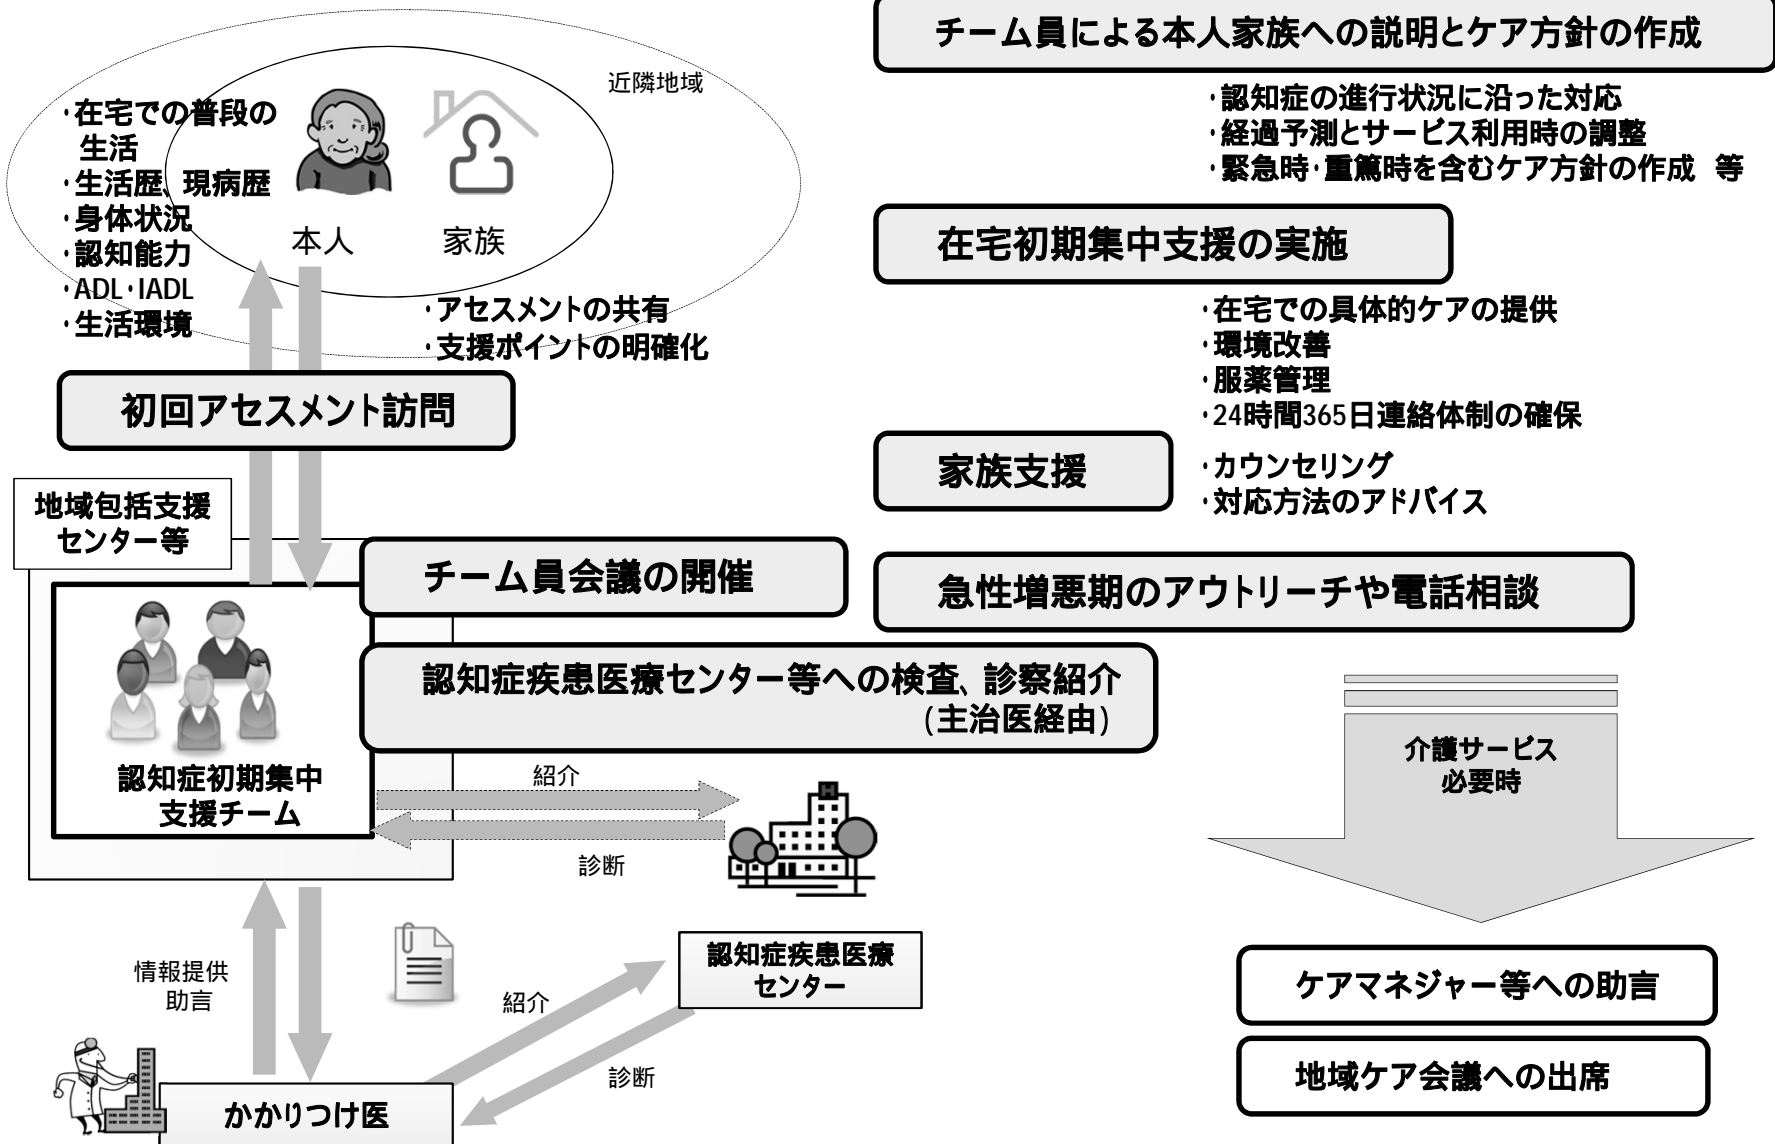 近隣地域
・在宅での普段の
生活
・生活歴、現病歴
・身体状況
・認知能力
・ADL・IADL
・生活環境
本人
家族
・アセスメントの共有
・支援ポイントの明確化
初回アセスメント訪問
地域包括支援
センター等
チーム員会議の開催
認知症疾患医療センター等への検査、診察紹介
(主治医経由)
認知症初期集中
支援チーム
紹介
診断
H
情報提供
助言
紹介
診断
認知症疾患医療
センター
かかりつけ医
チーム員による本人家族への説明とケア方針の作成
・認知症の進行状況に沿った対応
・経過予測とサービス利用時の調整
・緊急時・重篤時を含むケア方針の作成 等
在宅初期集中支援の実施
・在宅での具体的ケアの提供
・環境改善
・服薬管理
・24時間365日連絡体制の確保
家族支援
・カウンセリング
・対応方法のアドバイス
急性増悪期のアウトリーチや電話相談
介護サービス
必要時
ケアマネジャー等への助言
地域ケア会議への出席